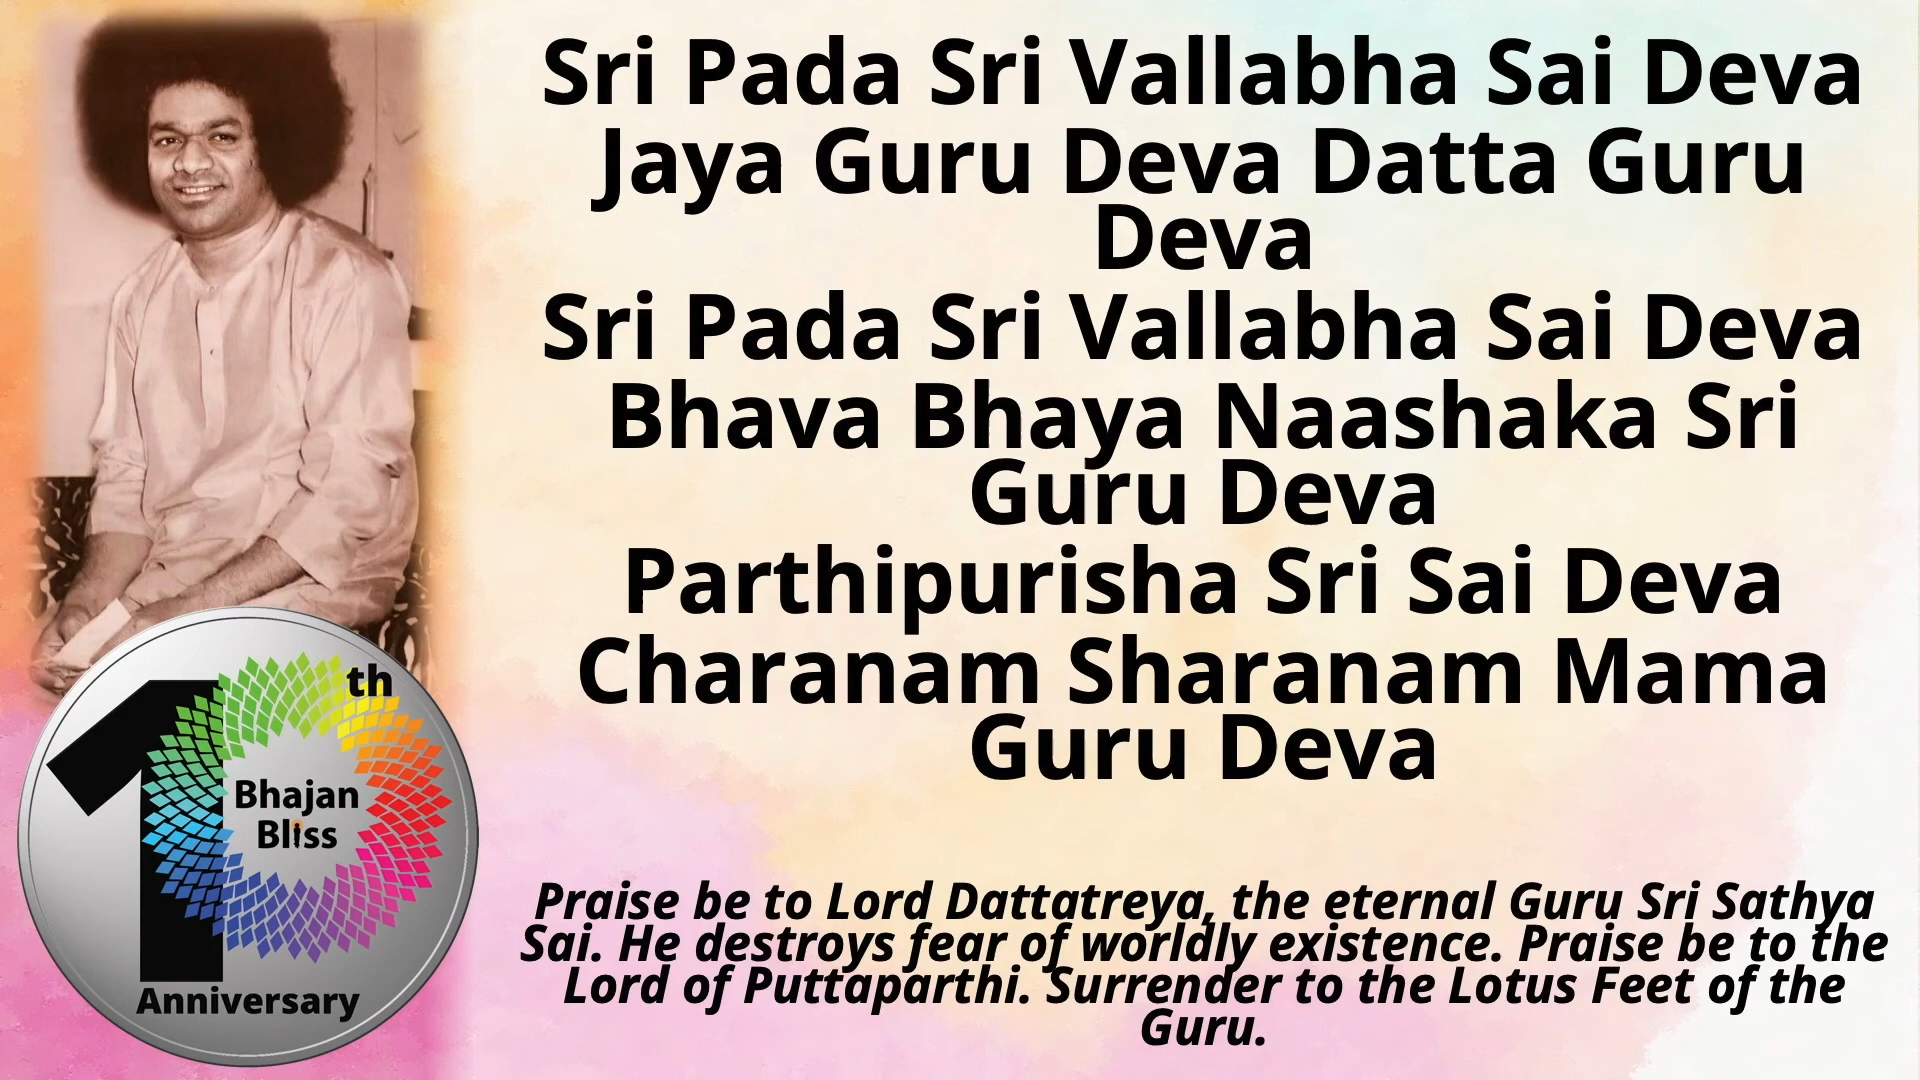 Sri Pada Sri Vallabha Sai Deva
Jaya Guru Deva Datta Guru
Deva
Sri Pada Sri Vallabha Sai Deva
Bhava Bhaya Naashaka Sri
Guru Deva
Parthipurisha Sri Sai Deva
Charanam Sharanam Mama
Guru Deva
Praise be to Lord Dattatreya, the eternal Guru Sri Sathya
Sai. He destroys fear of worldly existence. Praise be to the
Lord of Puttaparthi. Surrender to the Lotus Feet of the
Guru.
10th
Bhajan
Bliss
Anniversary